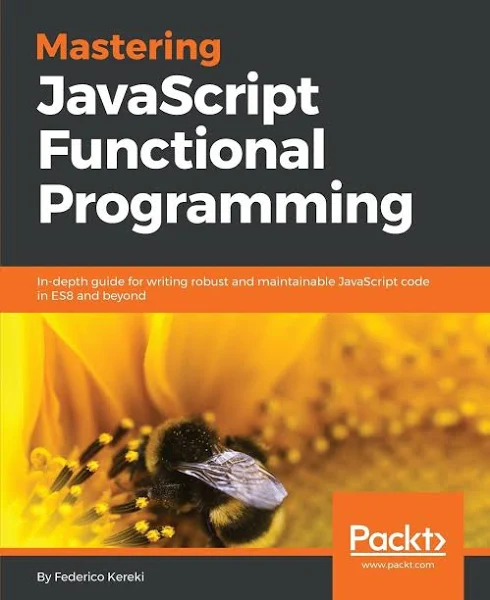 Mastering
JavaScript
Functional
Programming
In-depth guide for writing robust and maintainable JavaScript code
in ES8 and beyond
Packt>
www.packt.com
By Federico Kereki